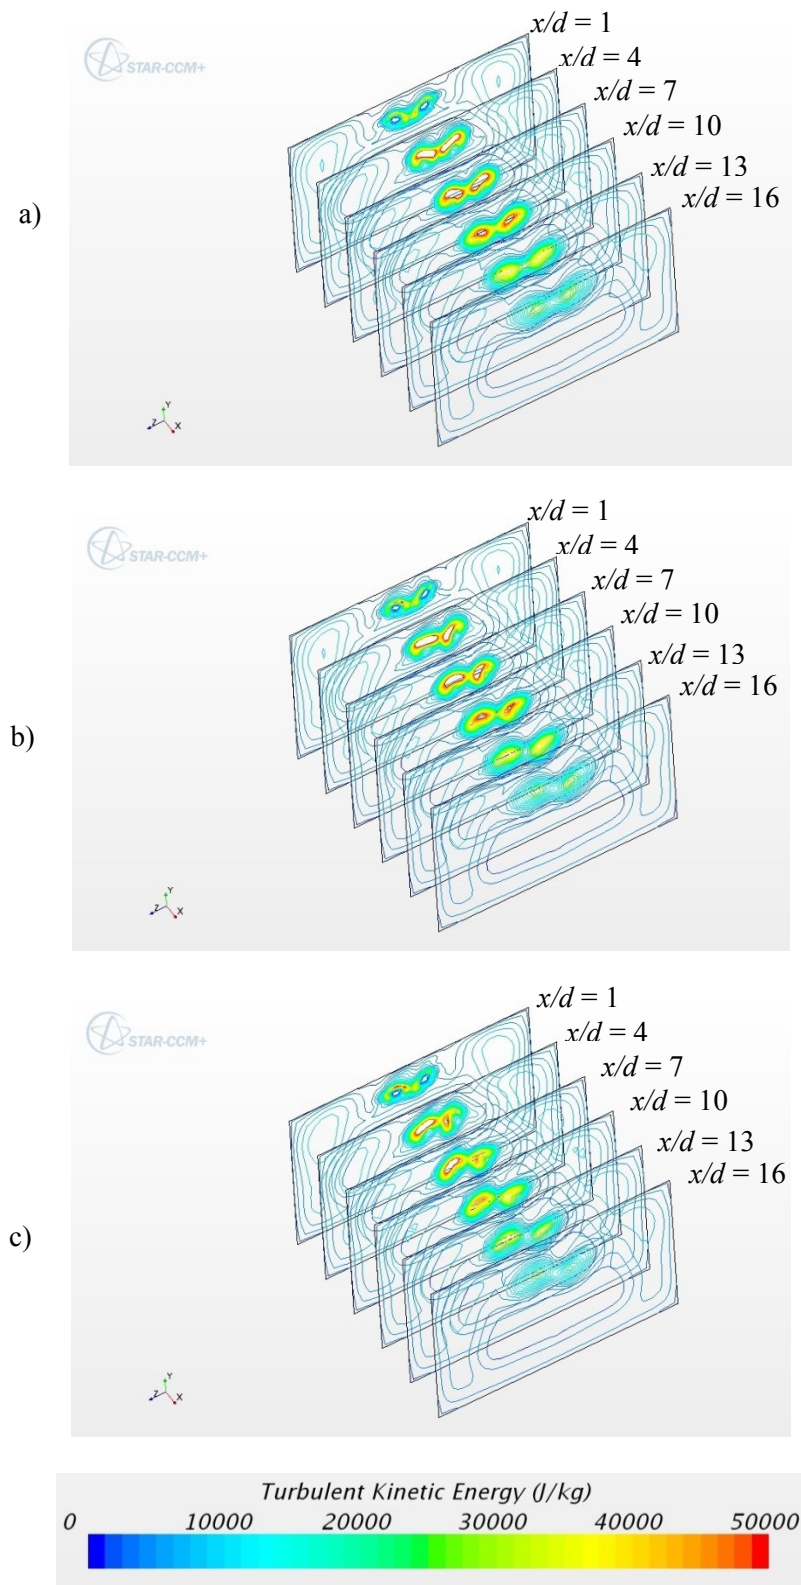 x/d = 1
STAR-CCM+
x/d = 4
x/d = 7
x/d = 10
x/d = 13
x/d = 16
a)
Y
Z
X
x/d = 1
STAR-CCM+
x/d = 4
x/d = 7
x/d = 10
x/d = 13
x/d = 16
b)
Y
Z
X
x/d = 1
STAR-CCM+
x/d = 4
x/d = 7
x/d = 10
x/d = 13
x/d = 16
c)
Y
Z
X
Turbulent Kinetic Energy (J/kg)
0 10000 20000 30000 40000 50000